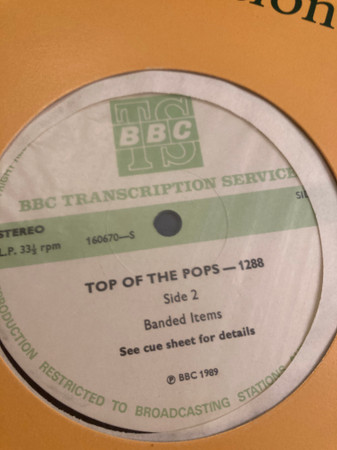 TS
BBC
BBC TRANSCRIPTION SERVICE
STEREO
L.P. 33⅓ rpm
160670—S
TOP OF THE POPS — 1288
Side 2
Banded Items
See cue sheet for details
℗ BBC 1989
RESTRICTED TO BROADCASTING STATIONS